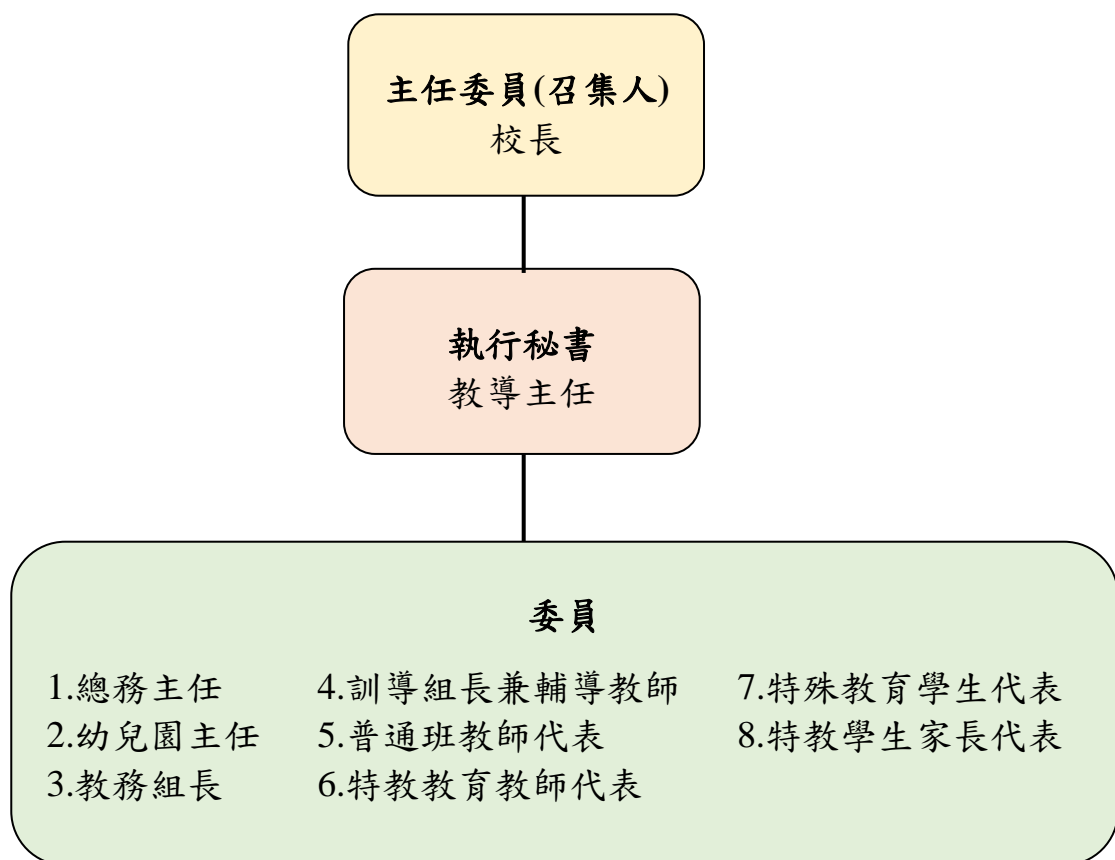 主任委員(召集人)
校長
執行秘書
教導主任
委員
1.總務主任
2.幼兒園主任
3.教務組長
4.訓導組長兼輔導教師
5.普通班教師代表
6.特教教育教師代表
7.特殊教育學生代表
8.特教學生家長代表